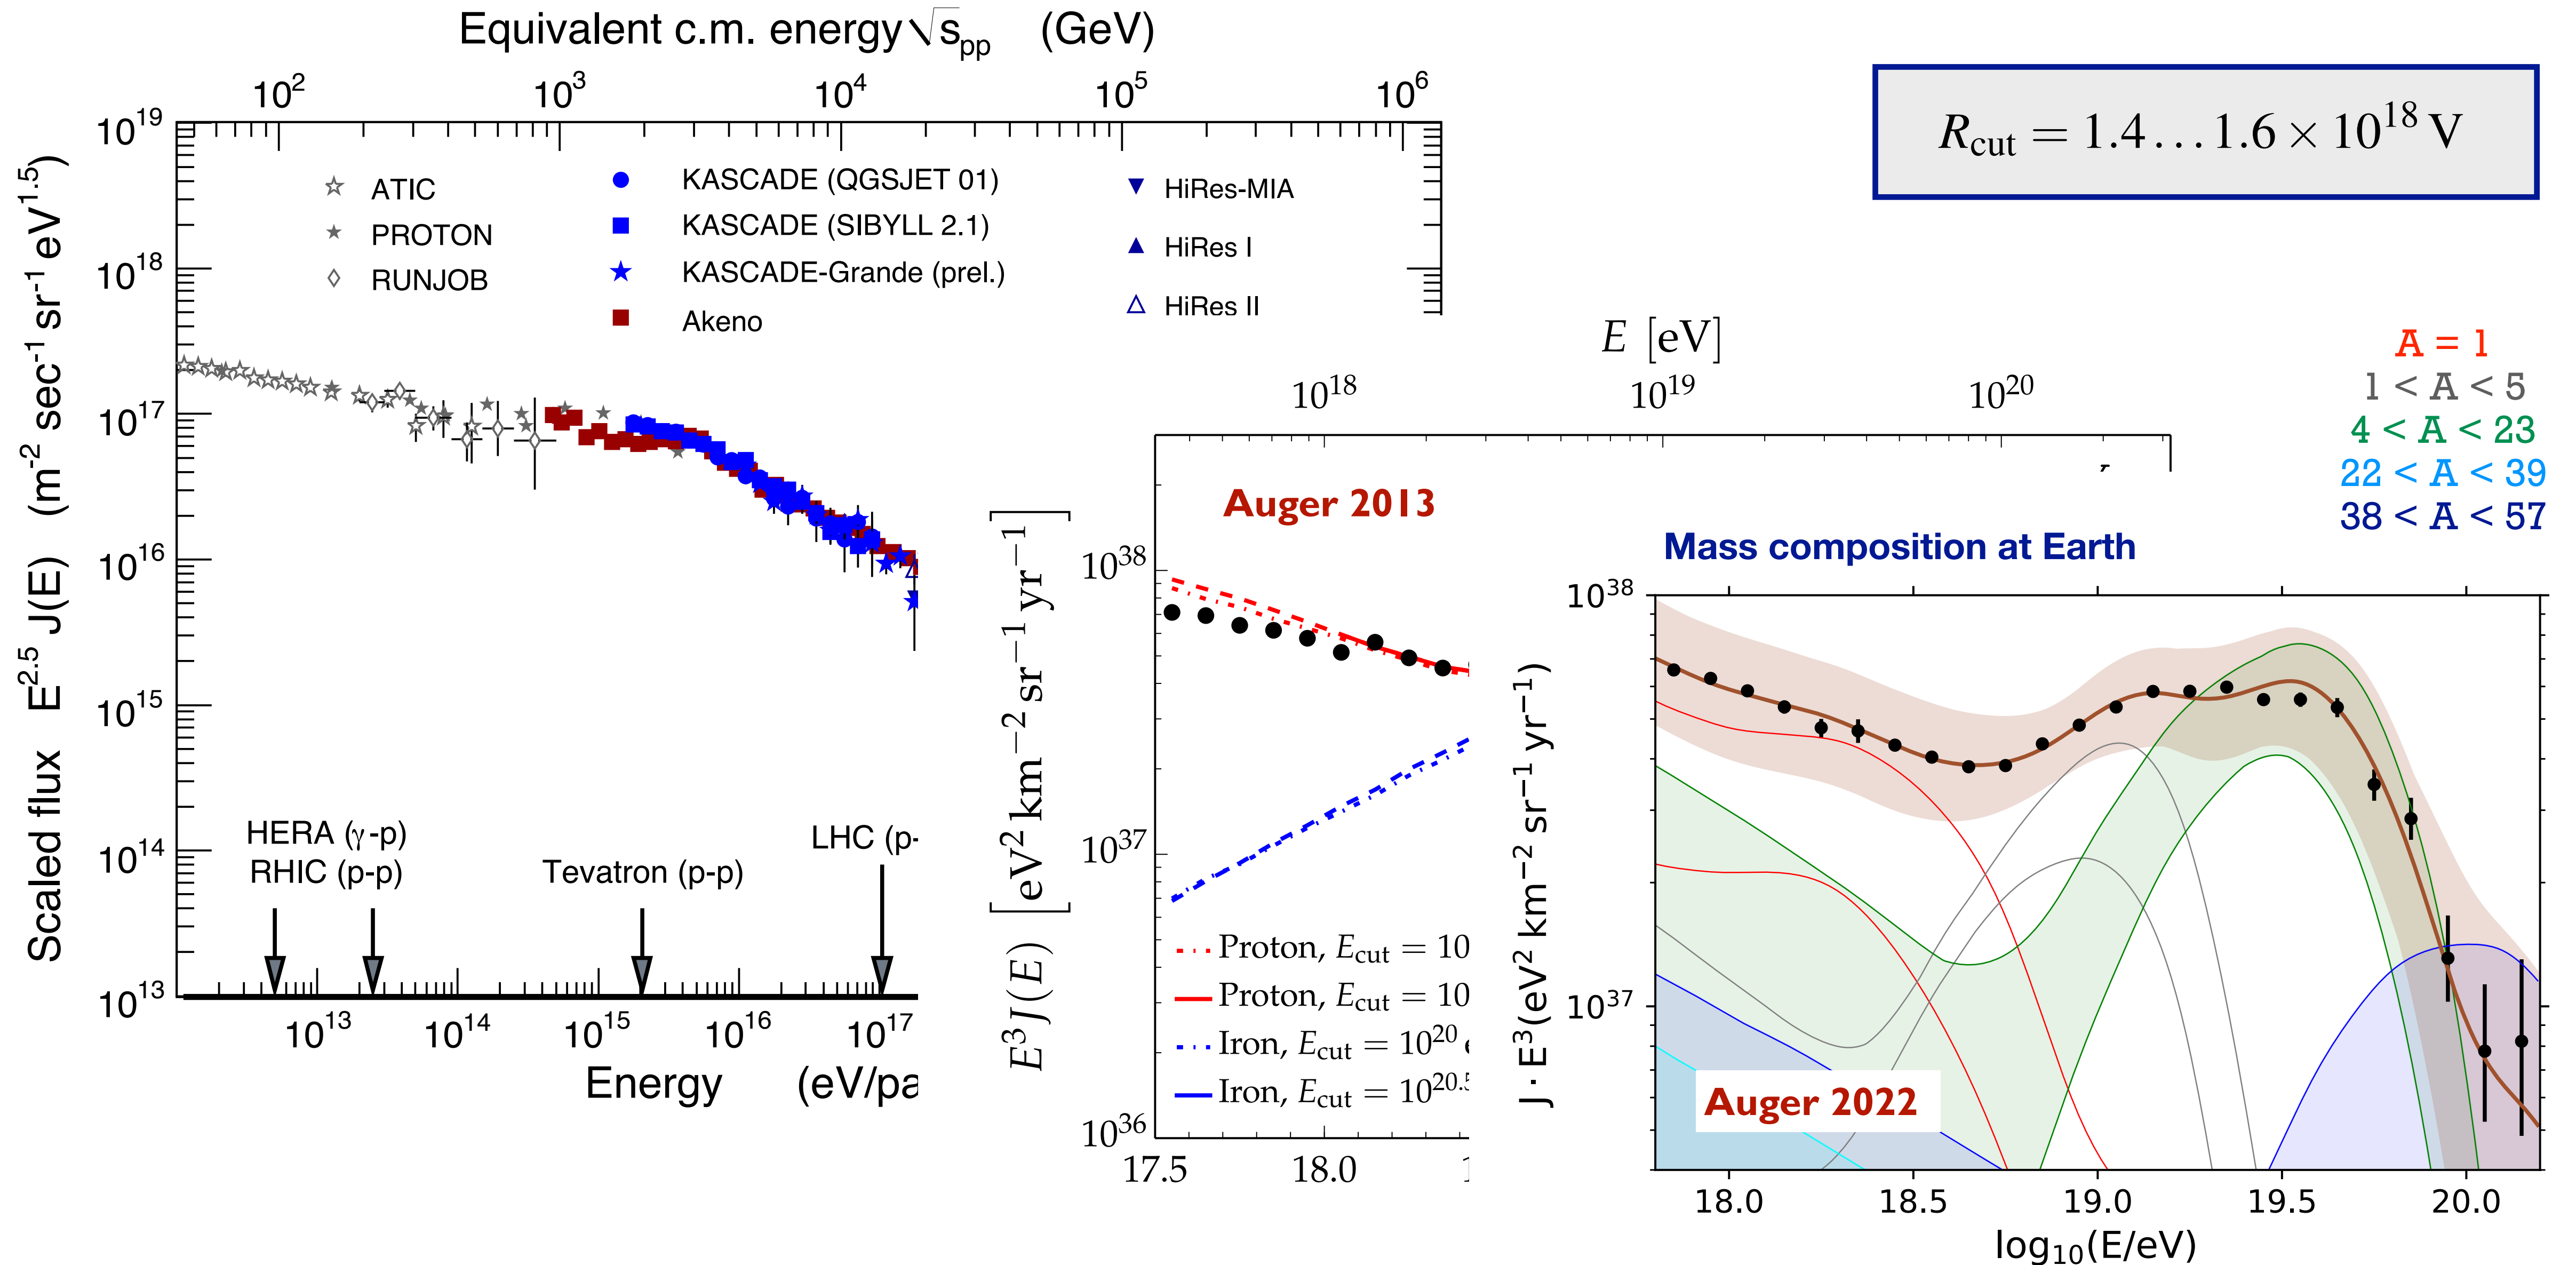 Equivalent c.m. energy √s_pp (GeV)
10^2 10^3 10^4 10^5 10^6
10^19
10^18
10^17
10^16
10^15
10^14
10^13
Scaled flux E^2.5 J(E) (m^-2 sec^-1 sr^-1 eV^1.5)
ATIC
PROTON
RUNJOB
KASCADE (QGSJET 01)
KASCADE (SIBYLL 2.1)
KASCADE-Grande (prel.)
Akeno
HiRes-MIA
HiRes I
HiRes II
HERA (γ-p)
RHIC (p-p)
Tevatron (p-p)
LHC (p-
10^13 10^14 10^15 10^16 10^17
Energy (eV/pa
R_cut = 1.4 … 1.6 × 10^18 V
E [eV]
10^18 10^19 10^20
Auger 2013
10^38
10^37
10^36
E^3 J(E) [eV^2 km^-2 sr^-1 yr^-1]
Proton, E_cut = 10
Proton, E_cut = 10
Iron, E_cut = 10^20 e
Iron, E_cut = 10^20.5
17.5 18.0 1
A = 1
1 < A < 5
4 < A < 23
22 < A < 39
38 < A < 57
Mass composition at Earth
10^38
10^37
J·E^3(eV^2 km^-2 sr^-1 yr^-1)
Auger 2022
18.0 18.5 19.0 19.5 20.0
log_10(E/eV)